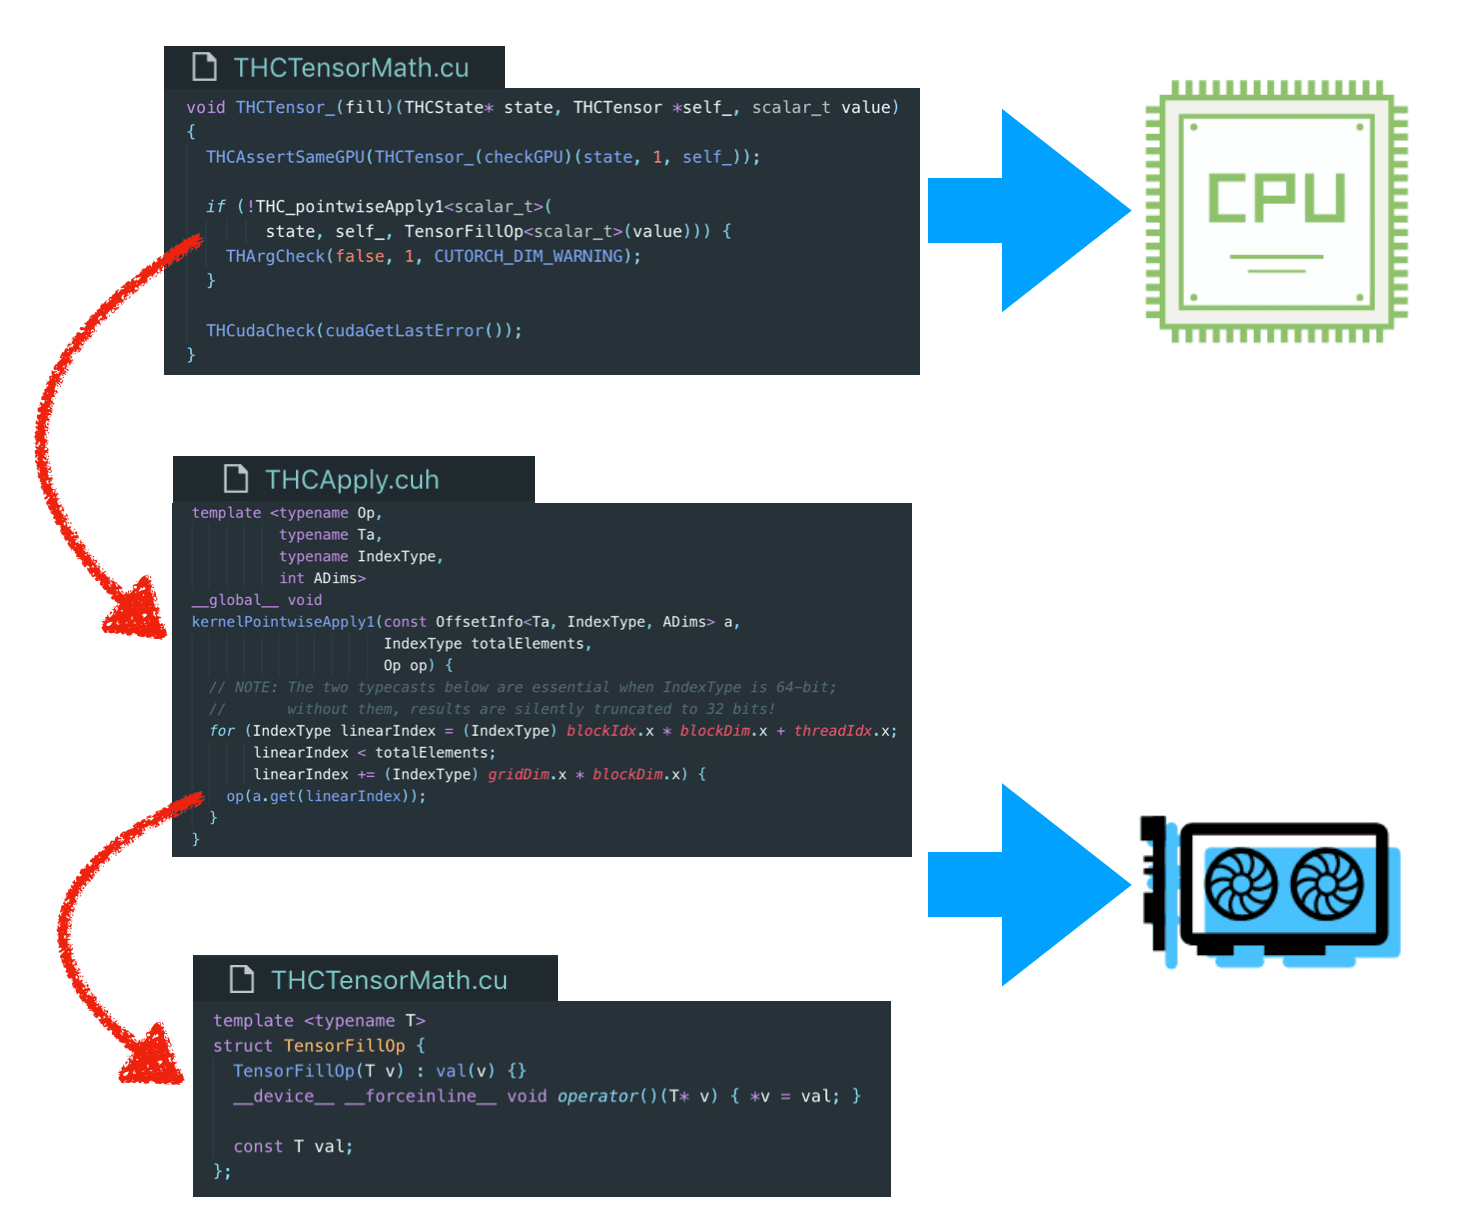 THCTensorMath.cu
void THCTensor_(fill)(THCState* state, THCTensor *self_, scalar_t value)
{
THCAssertSameGPU(THCTensor_(checkGPU)(state, 1, self_));
if (!THC_pointwiseApply1<scalar_t>(
state, self_, TensorFillOp<scalar_t>(value))) {
THArgCheck(false, 1, CUTORCH_DIM_WARNING);
}
THCudaCheck(cudaGetLastError());
}
CPU
THCApply.cuh
template <typename Op,
typename Ta,
typename IndexType,
int ADims>
__global__ void
kernelPointwiseApply1(const OffsetInfo<Ta, IndexType, ADims> a,
IndexType totalElements,
Op op) {
// NOTE: The two typecasts below are essential when IndexType is 64-bit;
// without them, results are silently truncated to 32 bits!
for (IndexType linearIndex = (IndexType) blockIdx.x * blockDim.x + threadIdx.x;
linearIndex < totalElements;
linearIndex += (IndexType) gridDim.x * blockDim.x) {
op(a.get(linearIndex));
}
}
THCTensorMath.cu
template <typename T>
struct TensorFillOp {
TensorFillOp(T v) : val(v) {}
__device__ __forceinline__ void operator()(T* v) { *v = val; }
const T val;
};